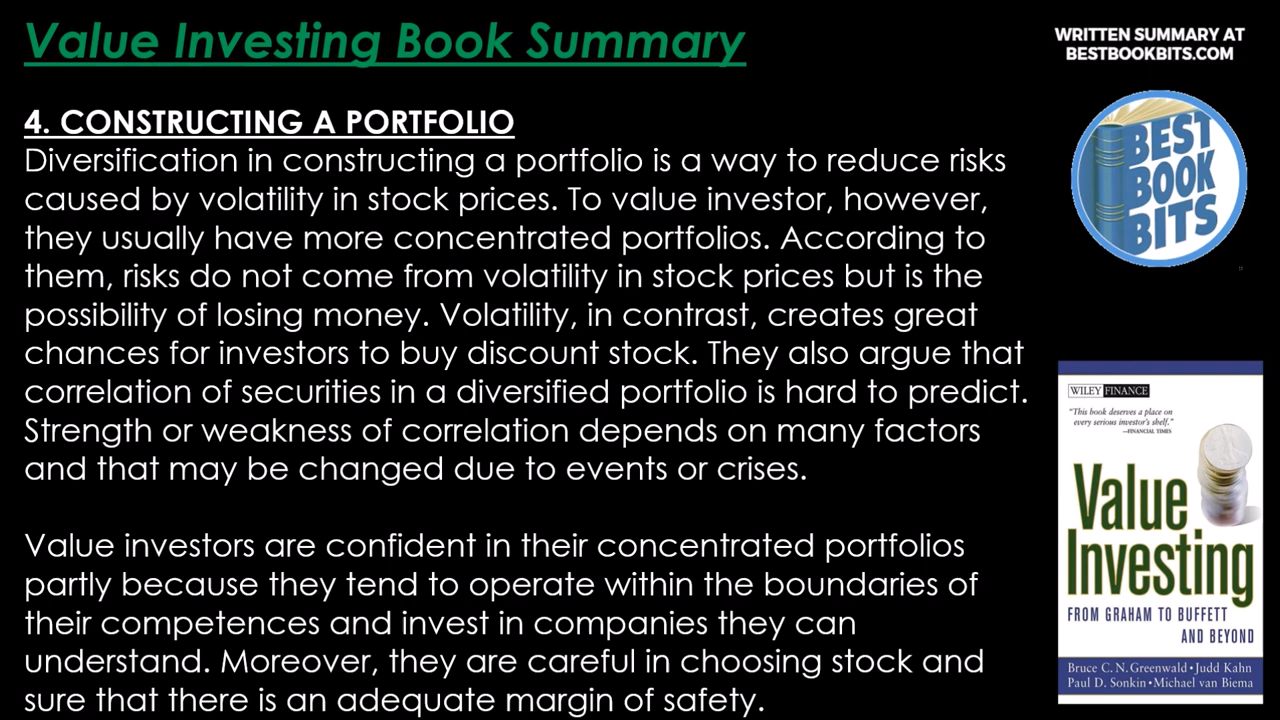 Value Investing Book Summary
WRITTEN SUMMARY AT
BESTBOOKBITS.COM
4. CONSTRUCTING A PORTFOLIO
Diversification in constructing a portfolio is a way to reduce risks
caused by volatility in stock prices. To value investor, however,
they usually have more concentrated portfolios. According to
them, risks do not come from volatility in stock prices but is the
possibility of losing money. Volatility, in contrast, creates great
chances for investors to buy discount stock. They also argue that
correlation of securities in a diversified portfolio is hard to predict.
Strength or weakness of correlation depends on many factors
and that may be changed due to events or crises.
Value investors are confident in their concentrated portfolios
partly because they tend to operate within the boundaries of
their competences and invest in companies they can
understand. Moreover, they are careful in choosing stock and
sure that there is an adequate margin of safety.
BEST
BOOK
BITS
WILEY FINANCE
"This book deserves a place on
every serious investor's shelf."
—FINANCIAL TIMES
Value
Investing
FROM GRAHAM TO BUFFETT
AND BEYOND
Bruce C. N. Greenwald • Judd Kahn
Paul D. Sonkin • Michael van Biema